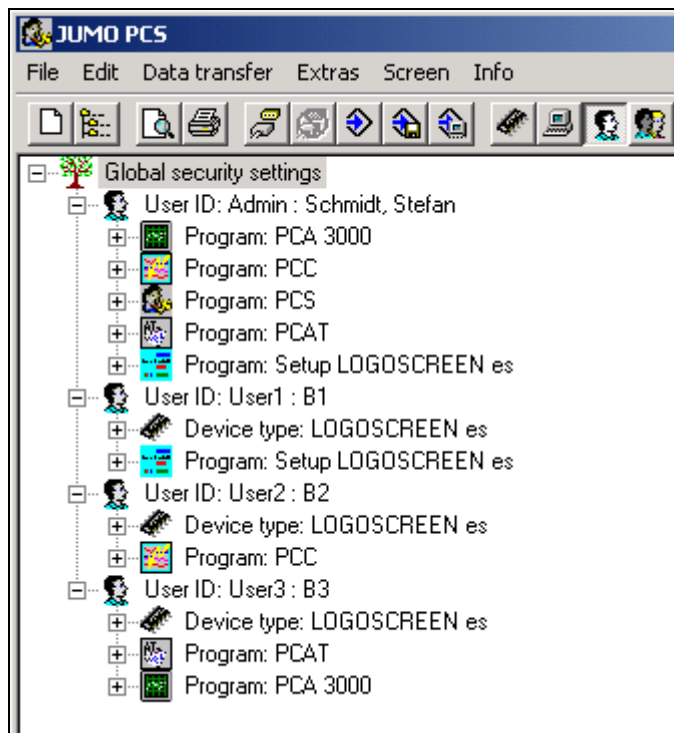 JUMO PCS
File Edit Data transfer Extras Screen Info
Global security settings
User ID: Admin : Schmidt, Stefan
Program: PCA 3000
Program: PCC
Program: PCS
Program: PCAT
Program: Setup LOGOSCREEN es
User ID: User1 : B1
Device type: LOGOSCREEN es
Program: Setup LOGOSCREEN es
User ID: User2 : B2
Device type: LOGOSCREEN es
Program: PCC
User ID: User3 : B3
Device type: LOGOSCREEN es
Program: PCAT
Program: PCA 3000